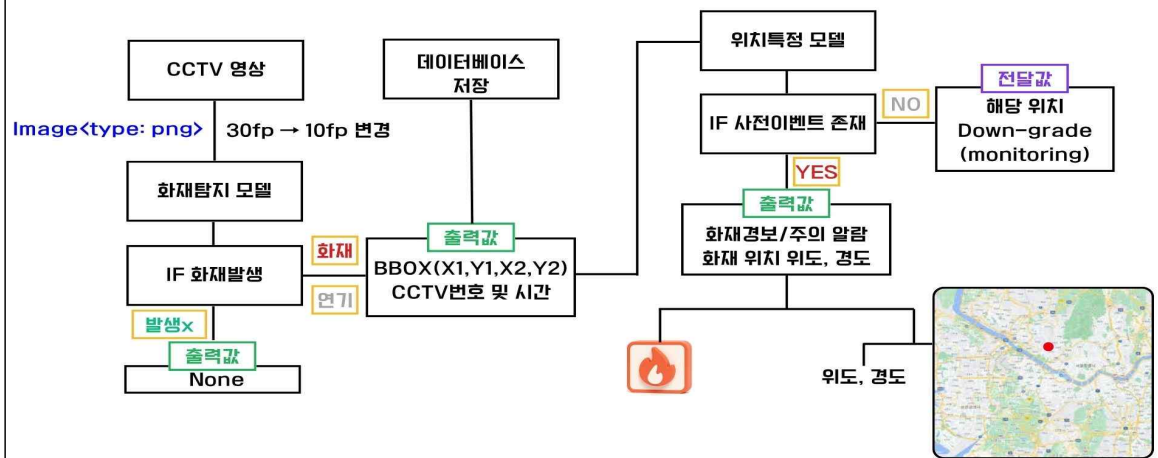 CCTV 영상
Image<type: png>
30fp → 10fp 변경
화재탐지 모델
IF 화재발생
발생x
출력값
None
화재
연기
데이터베이스
저장
출력값
BBOX(X1,Y1,X2,Y2)
CCTV번호 및 시간
위치특정 모델
IF 사전이벤트 존재
NO
전달값
해당 위치
Down-grade
(monitoring)
YES
출력값
화재경보/주의 알람
화재 위치 위도, 경도
위도, 경도